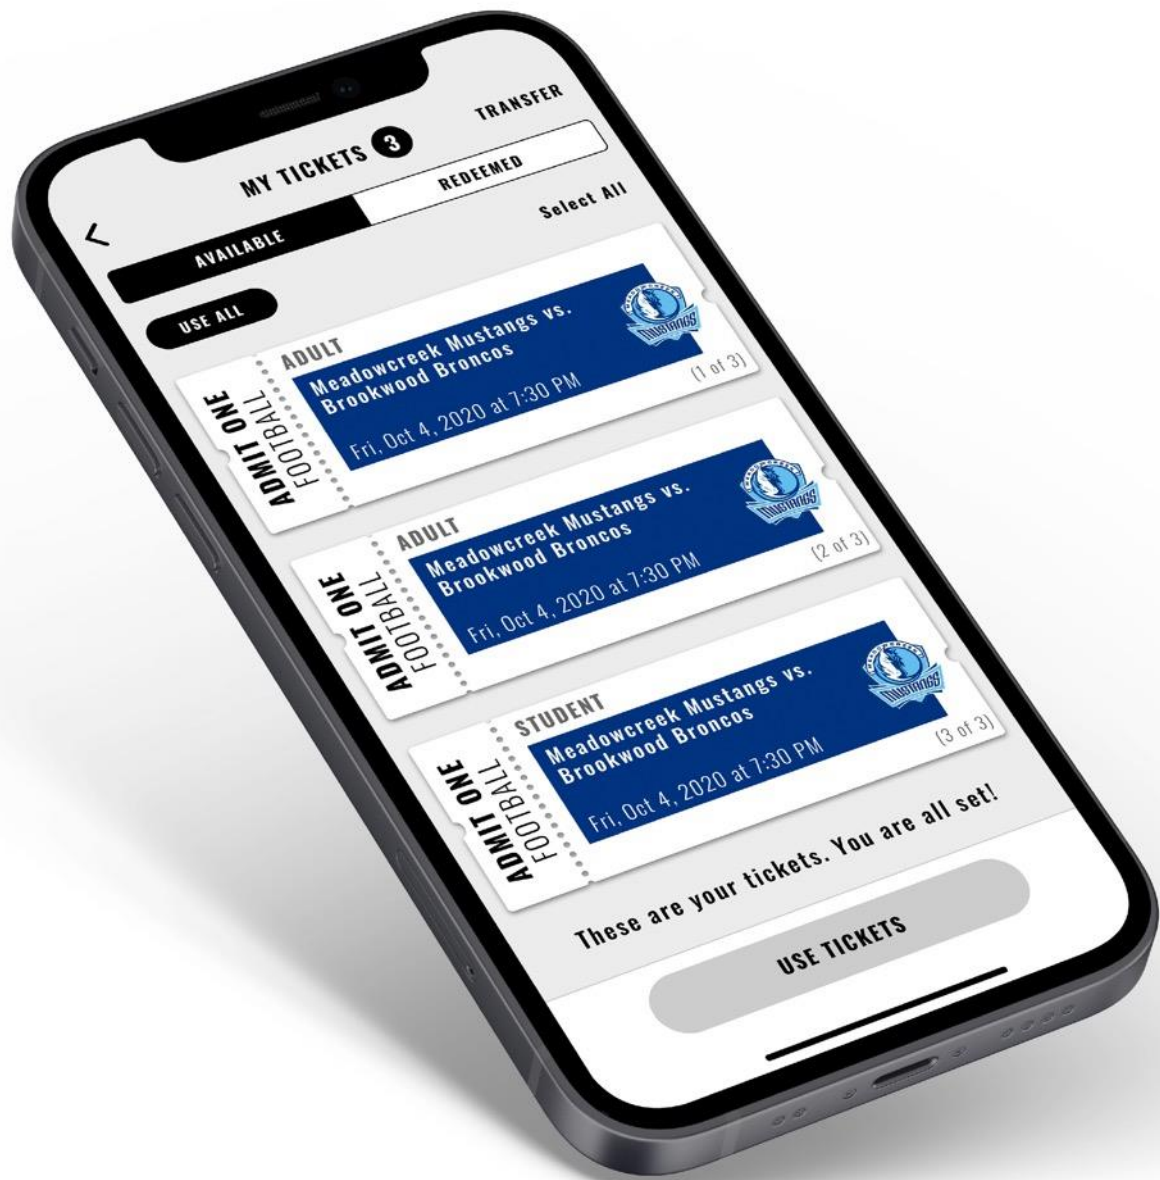 MY TICKETS 3
TRANSFER
AVAILABLE
REDEEMED
USE ALL
Select All
ADMIT ONE
FOOTBALL
ADULT
Meadowcreek Mustangs vs.
Brookwood Broncos
Fri, Oct 4, 2020 at 7:30 PM
MUSTANGS
(1 of 3)
ADMIT ONE
FOOTBALL
ADULT
Meadowcreek Mustangs vs.
Brookwood Broncos
Fri, Oct 4, 2020 at 7:30 PM
MUSTANGS
(2 of 3)
ADMIT ONE
FOOTBALL
STUDENT
Meadowcreek Mustangs vs.
Brookwood Broncos
Fri, Oct 4, 2020 at 7:30 PM
MUSTANGS
(3 of 3)
These are your tickets. You are all set!
USE TICKETS